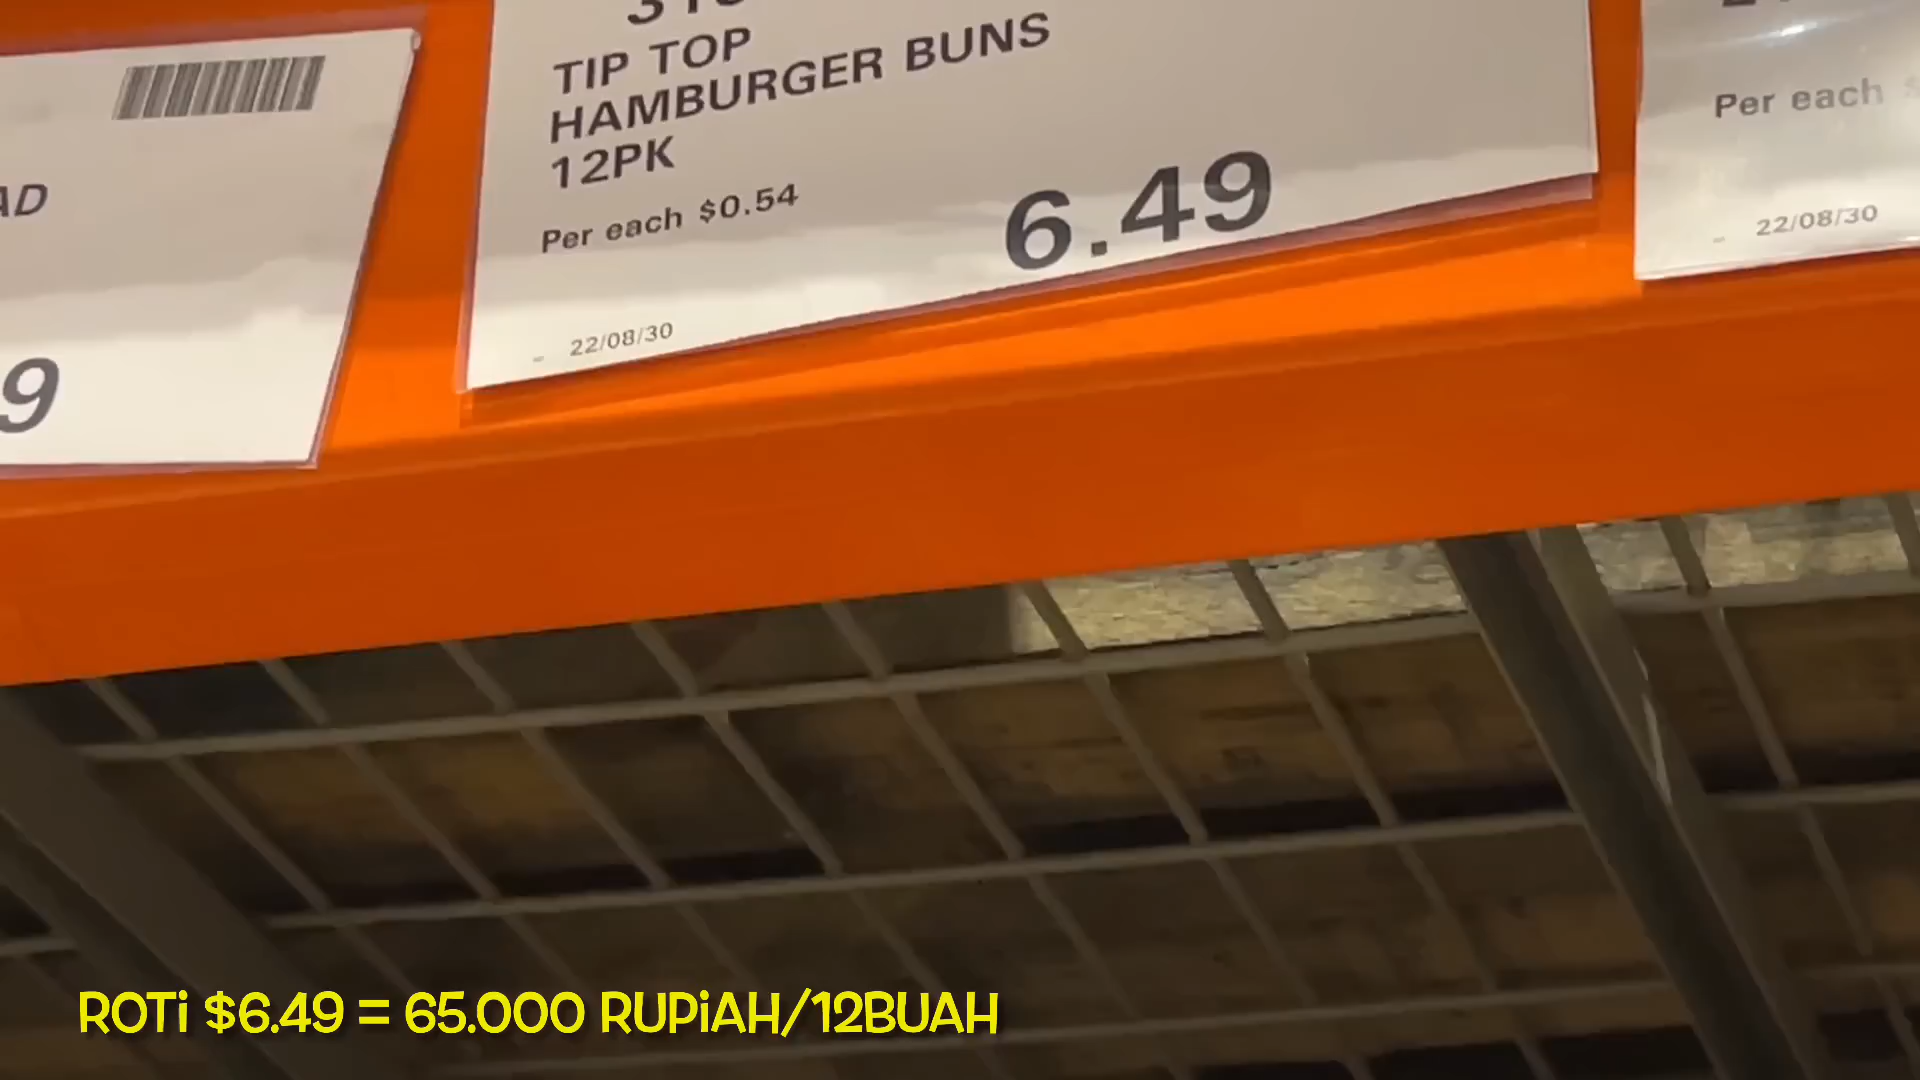 TIP TOP
HAMBURGER BUNS
12PK
Per each $0.54
6.49
22/08/30
9
Per each
22/08/30
ROTi $6.49 = 65.000 RUPiAH/12BUAH